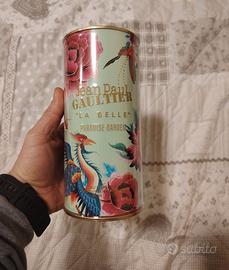 Jean Paul
GAULTIER
"LA BELLE"
PARADISE GARDEN
subito